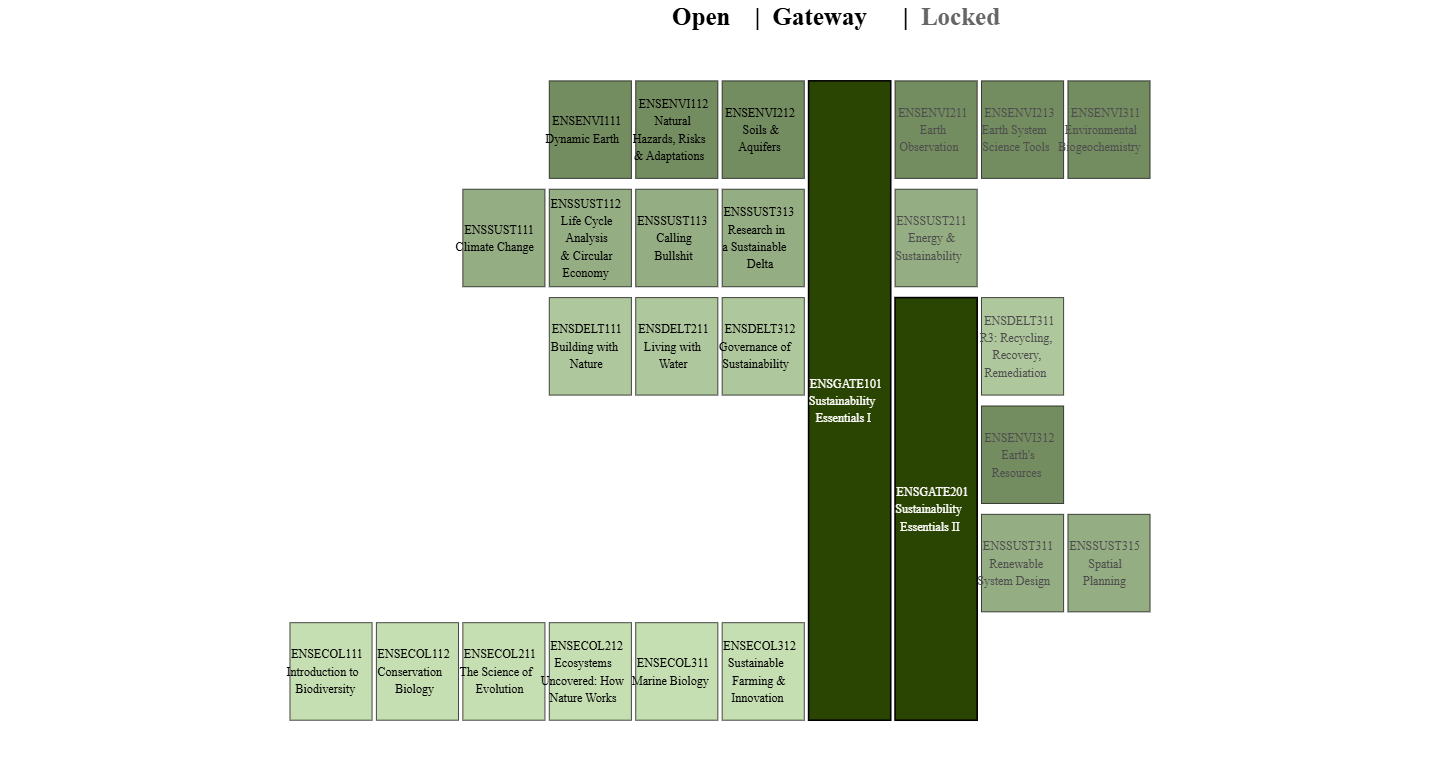 Open | Gateway | Locked
ENSENVI111
Dynamic Earth
ENSENVI112
Natural
Hazards, Risks
& Adaptations
ENSENVI212
Soils &
Aquifers
ENSENVI211
Earth
Observation
ENSENVI213
Earth System
Science Tools
ENSENVI311
Environmental
Biogeochemistry
ENSSUST111
Climate Change
ENSSUST112
Life Cycle
Analysis
& Circular
Economy
ENSSUST113
Calling
Bullshit
ENSSUST313
Research in
a Sustainable
Delta
ENSSUST211
Energy &
Sustainability
ENSDELT111
Building with
Nature
ENSDELT211
Living with
Water
ENSDELT312
Governance of
Sustainability
ENSGATE101
Sustainability
Essentials I
ENSDELT311
R3: Recycling,
Recovery,
Remediation
ENSENVI312
Earth's
Resources
ENSGATE201
Sustainability
Essentials II
ENSSUST311
Renewable
System Design
ENSSUST315
Spatial
Planning
ENSECOL111
Introduction to
Biodiversity
ENSECOL112
Conservation
Biology
ENSECOL211
The Science of
Evolution
ENSECOL212
Ecosystems
Uncovered: How
Nature Works
ENSECOL311
Marine Biology
ENSECOL312
Sustainable
Farming &
Innovation